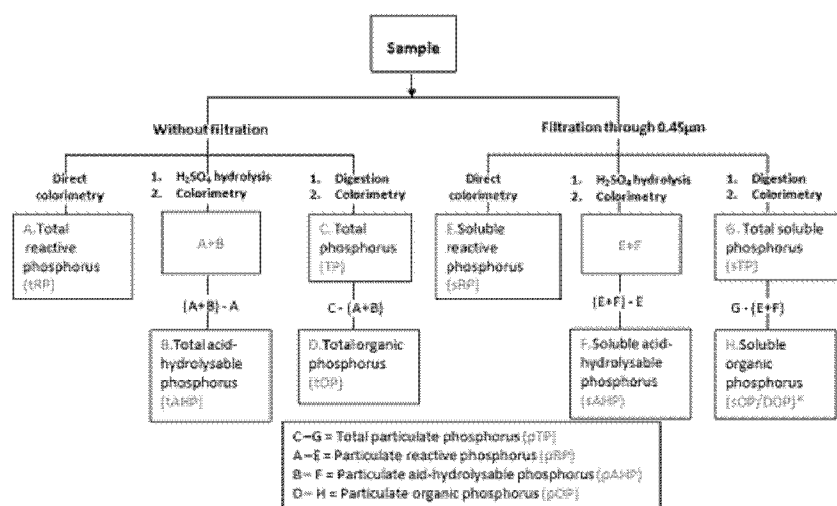 Sample
Without filtration
Filtration through 0.45µm
Direct
colorimetry
1. H₂SO₄ hydrolysis
2. Colorimetry
1. Digestion
2. Colorimetry
Direct
colorimetry
1. H₂SO₄ hydrolysis
2. Colorimetry
1. Digestion
2. Colorimetry
A.Total
reactive
phosphorus
(tRP)
A+B
C.Total
phosphorus
(TP)
E.Soluble
reactive
phosphorus
(sRP)
E+F
G. Total soluble
phosphorus
(sTP)
(A+B) - A
C - (A+B)
(E+F) - E
G - (E+F)
B.Total acid-
hydrolysable
phosphorus
(tAHP)
D.Total organic
phosphorus
(tOP)
F.Soluble acid-
hydrolysable
phosphorus
(sAHP)
H.Soluble
organic
phosphorus
(sOP/DOP)*
C–G = Total particulate phosphorus (pTP)
A–E = Particulate reactive phosphorus (pRP)
B– F = Particulate aid-hydrolysable phosphorus (pAHP)
D– H = Particulate organic phosphorus (pOP)